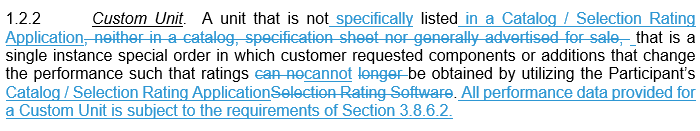 1.2.2 Custom Unit. A unit that is not specifically listed in a Catalog / Selection Rating
Application, neither in a catalog, specification sheet nor generally advertised for sale, that is a
single instance special order in which customer requested components or additions that change
the performance such that ratings can nocannot longer be obtained by utilizing the Participant's
Catalog / Selection Rating ApplicationSelection Rating Software. All performance data provided for
a Custom Unit is subject to the requirements of Section 3.8.6.2.